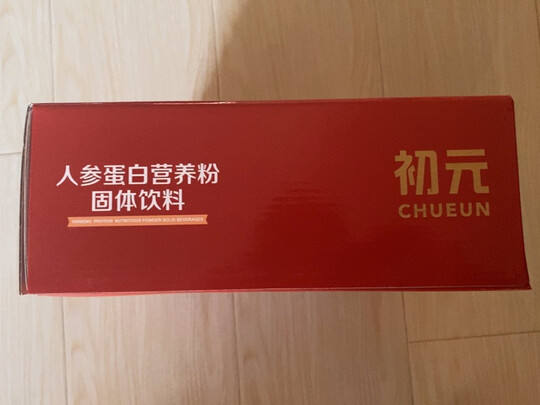 人参蛋白营养粉
固体饮料
GINSENG PROTEIN NUTRITIOUS POWDER SOLID BEVERAGES
初元
CHUEUN